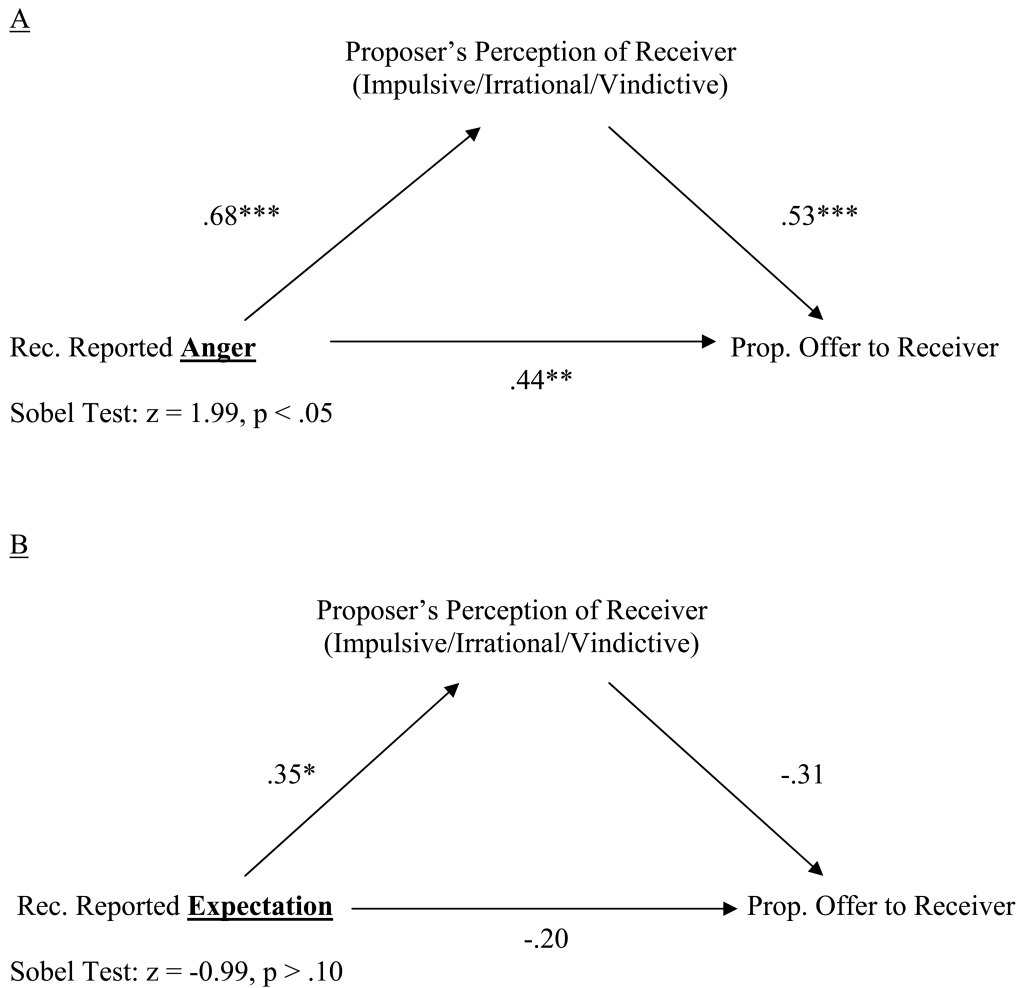 A
Proposer’s Perception of Receiver
(Impulsive/Irrational/Vindictive)
.68***
.53***
Rec. Reported Anger
Prop. Offer to Receiver
.44**
Sobel Test: z = 1.99, p < .05
B
Proposer’s Perception of Receiver
(Impulsive/Irrational/Vindictive)
.35*
-.31
Rec. Reported Expectation
Prop. Offer to Receiver
-.20
Sobel Test: z = -0.99, p > .10